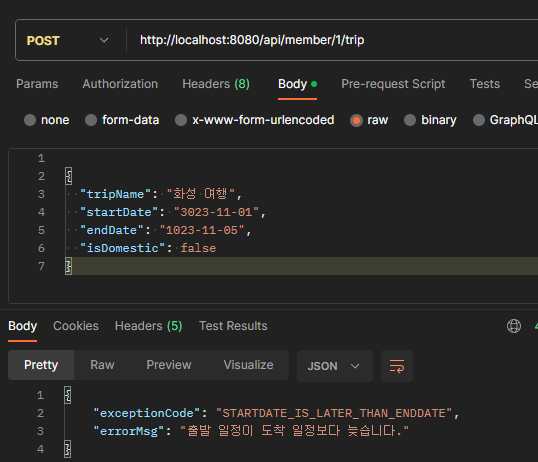 POST http://localhost:8080/api/member/1/trip
Params Authorization Headers (8) Body Pre-request Script Tests
none form-data x-www-form-urlencoded raw binary GraphQL
1
2 {
3 "tripName": "화성 여행",
4 "startDate": "3023-11-01",
5 "endDate": "1023-11-05",
6 "isDomestic": false
7 }
Body Cookies Headers (5) Test Results
Pretty Raw Preview Visualize JSON
1 {
2 "exceptionCode": "STARTDATE_IS_LATER_THAN_ENDDATE",
3 "errorMsg": "출발 일정이 도착 일정보다 늦습니다."
4 }